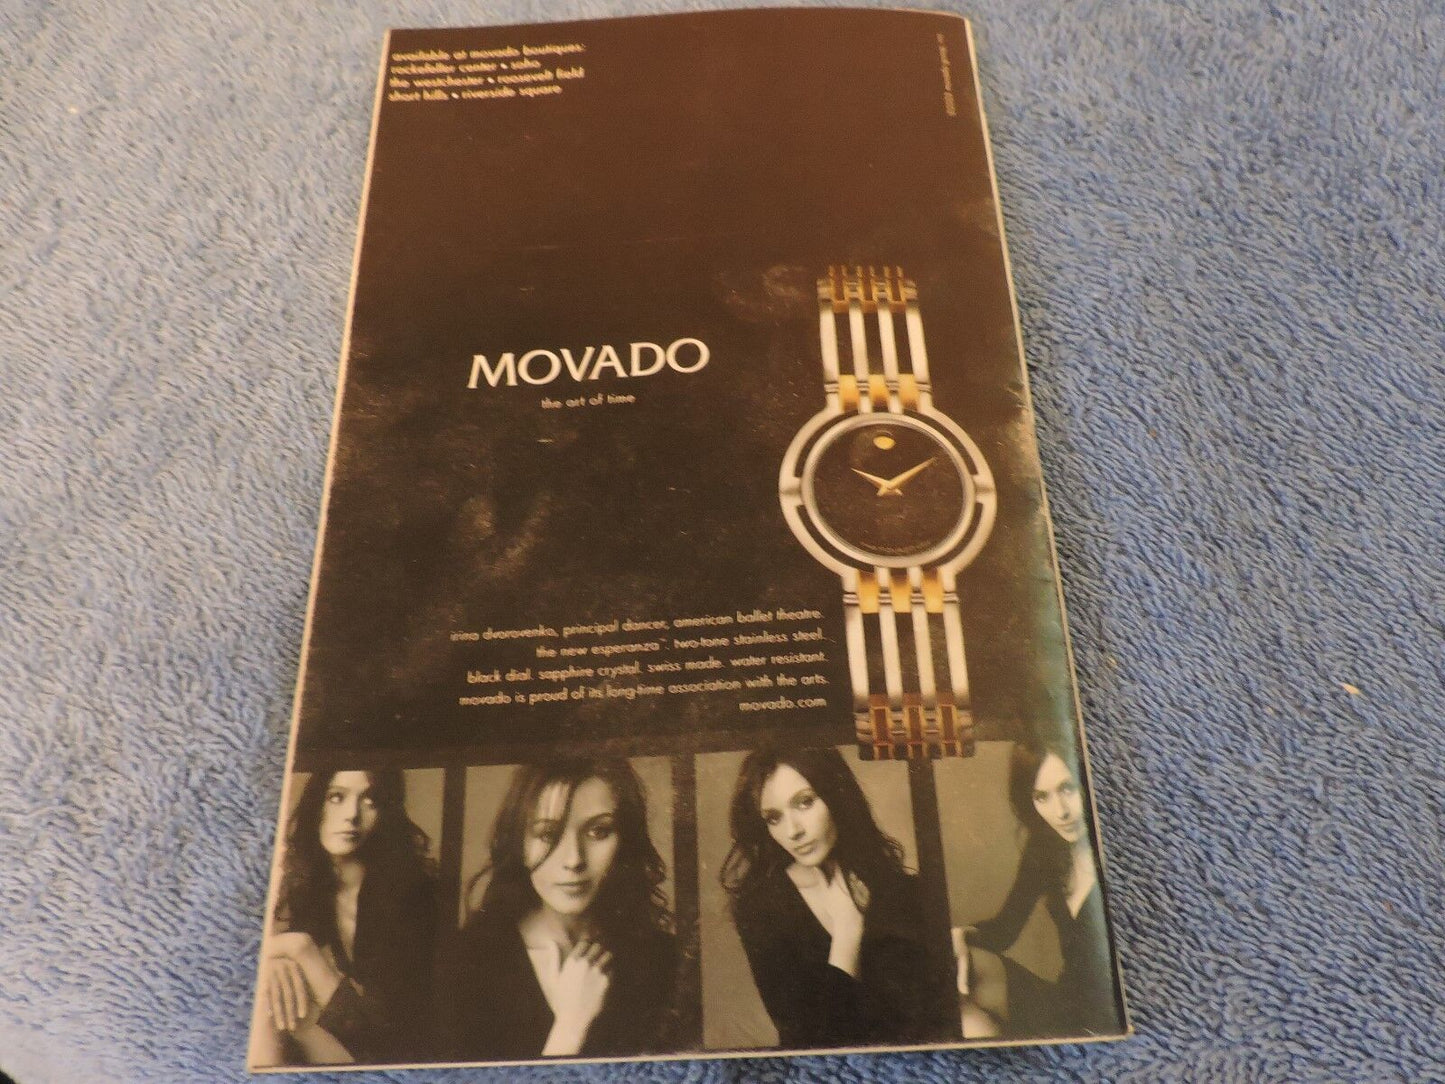 available at movado boutiques:
rockefeller center • soho
the westchester • roosevelt field
short hills • riverside square
MOVADO
the art of time
irina dvorovenko, principal dancer, american ballet theatre.
the new esperanza™. two-tone stainless steel.
black dial. sapphire crystal. swiss made. water resistant.
movado is proud of its long-time association with the arts.
movado.com